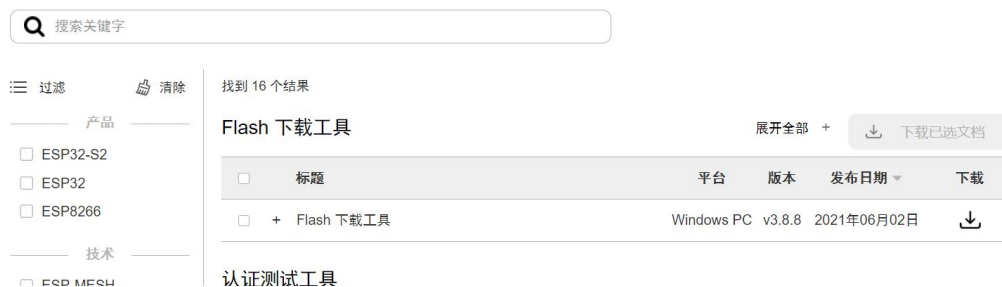 搜索关键字
过滤
清除
产品
ESP32-S2
ESP32
ESP8266
技术
ESP-MESH
找到 16 个结果
Flash 下载工具
展开全部 +
下载已选文档
标题 平台 版本 发布日期 下载
+ Flash 下载工具 Windows PC v3.8.8 2021年06月02日
认证测试工具